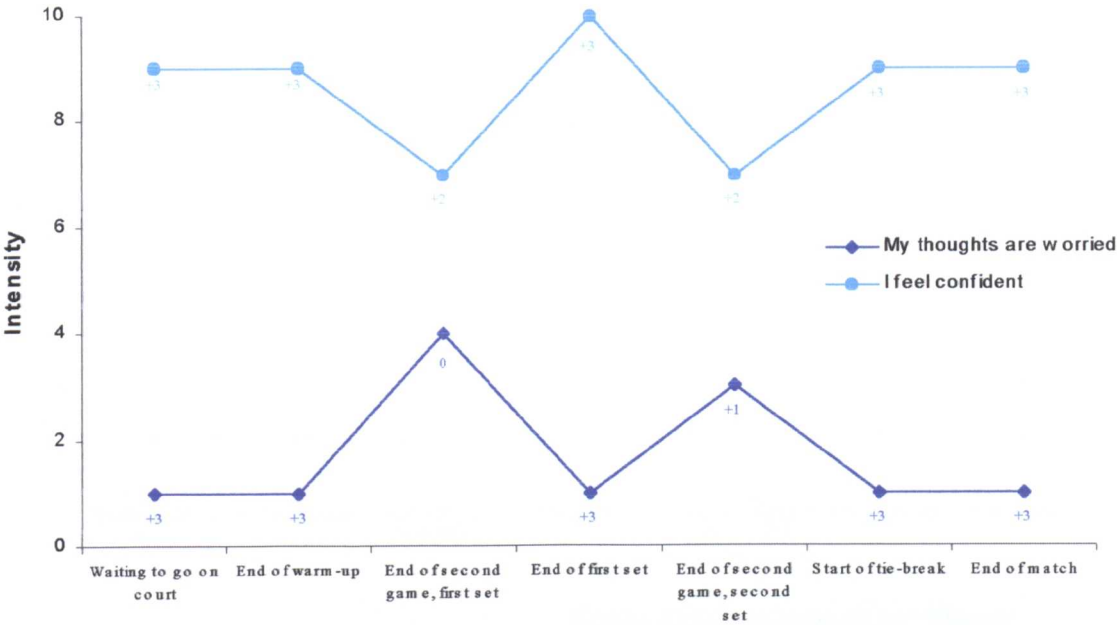 10
+3
+3
+3
+3
+3
8
+2
+2
6
Intensity
My thoughts are worried
I feel confident
4
0
+1
2
+3
+3
+3
+3
+3
0
Waiting to go on
court
End of warm-up
End of second
game, first set
End of first set
End of second
game, second
set
Start of tie-break
End of match